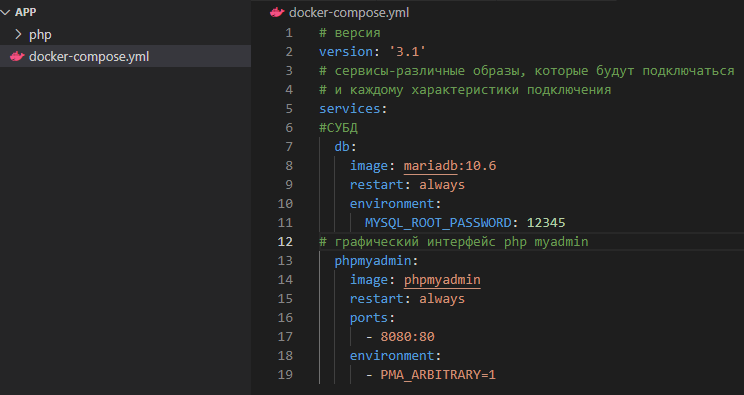 APP
php
docker-compose.yml
docker-compose.yml
1 # версия
2 version: '3.1'
3 # сервисы-различные образы, которые будут подключаться
4 # и каждому характеристики подключения
5 services:
6 #СУБД
7 db:
8 image: mariadb:10.6
9 restart: always
10 environment:
11 MYSQL_ROOT_PASSWORD: 12345
12 # графический интерфейс php myadmin
13 phpmyadmin:
14 image: phpmyadmin
15 restart: always
16 ports:
17 - 8080:80
18 environment:
19 - PMA_ARBITRARY=1